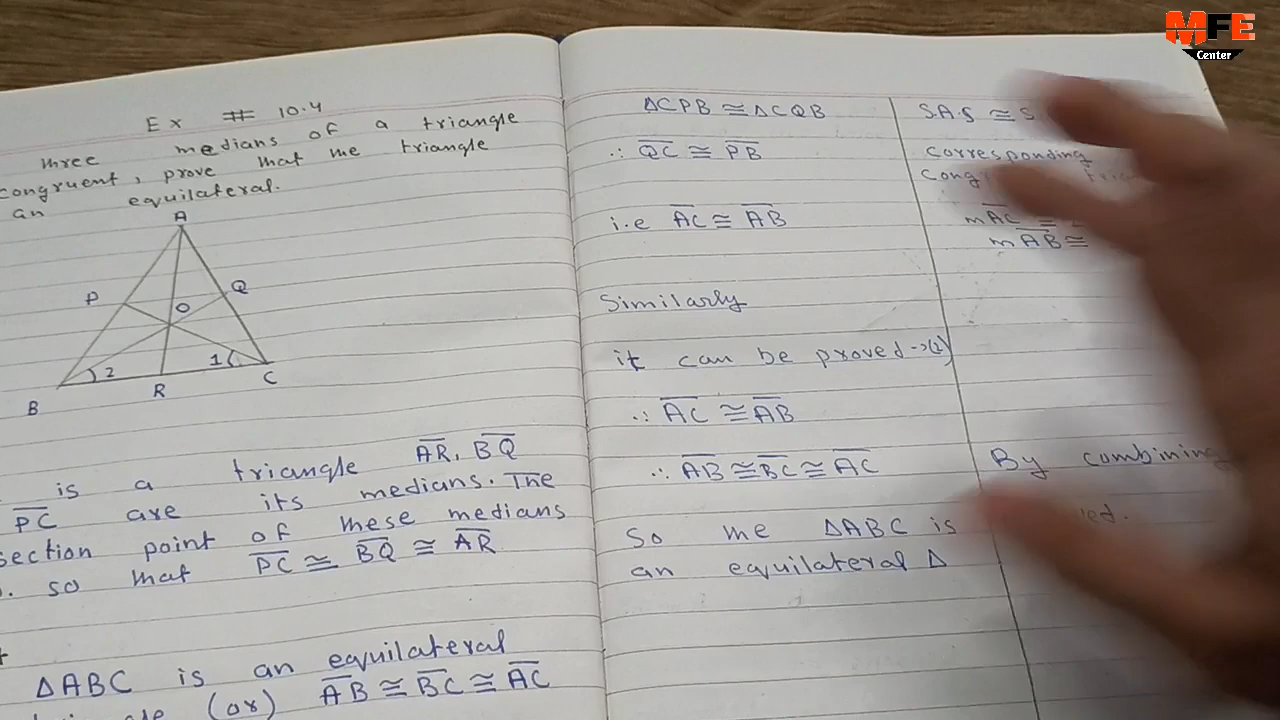 MFE
Center
Ex # 10.4
three medians of a triangle
congruent, prove that the triangle
an equilateral.
A
P
Q
O
2
1
B
R
C
is a triangle AR, BQ
PC are its medians. The
section point of these medians
so that PC ≅ BQ ≅ AR
ΔABC is an equilateral
(or) AB ≅ BC ≅ AC
ΔCPB ≅ ΔCQB
∴ QC ≅ PB
i.e AC ≅ AB
Similarly
it can be proved →(2)
∴ AC ≅ AB
∴ AB ≅ BC ≅ AC
So the ΔABC is
an equilateral Δ
S.A.S ≅ S
corresponding
mAC
mAB ≅
By combining